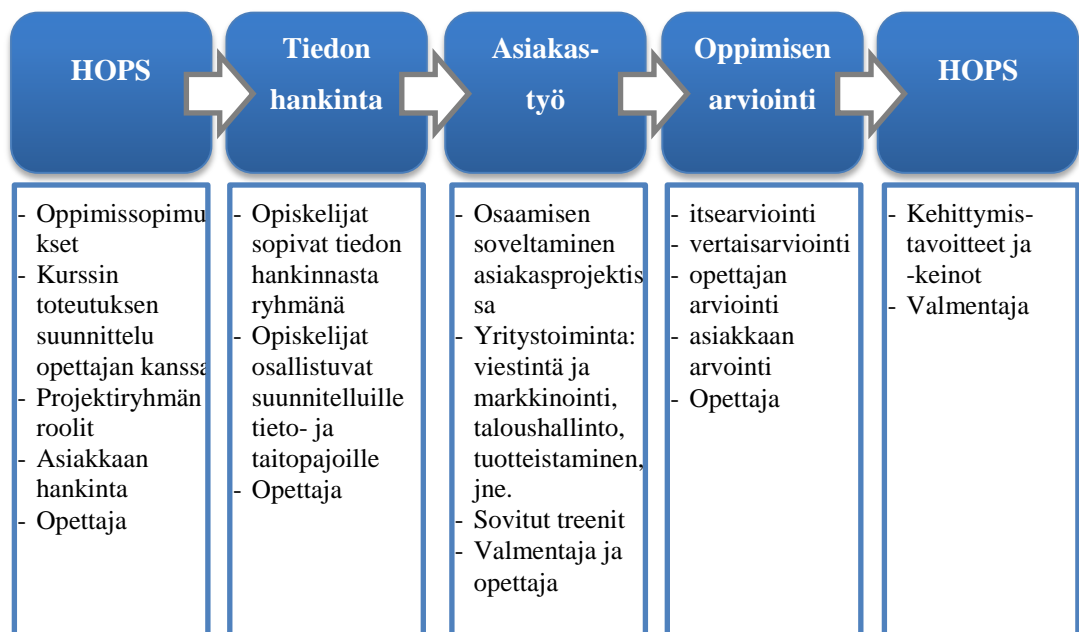 HOPS
Tiedon
hankinta
Asiakas-
työ
Oppimisen
arviointi
HOPS
- Oppimissopimu
kset
- Kurssin
toteutuksen
suunnittelu
opettajan kanssa
- Projektiryhmän
roolit
- Asiakkaan
hankinta
- Opettaja
- Opiskelijat
sopivat tiedon
hankinnasta
ryhmänä
- Opiskelijat
osallistuvat
suunnitelluille
tieto- ja
taitopajoille
- Opettaja
- Osaamisen
soveltaminen
asiakasprojektis
sa
- Yritystoiminta:
viestintä ja
markkinointi,
taloushallinto,
tuotteistaminen,
jne.
- Sovitut treenit
- Valmentaja ja
opettaja
- itsearviointi
- vertaisarviointi
- opettajan
arviointi
- asiakkaan
arvointi
- Opettaja
- Kehittymis-
tavoitteet ja
-keinot
- Valmentaja